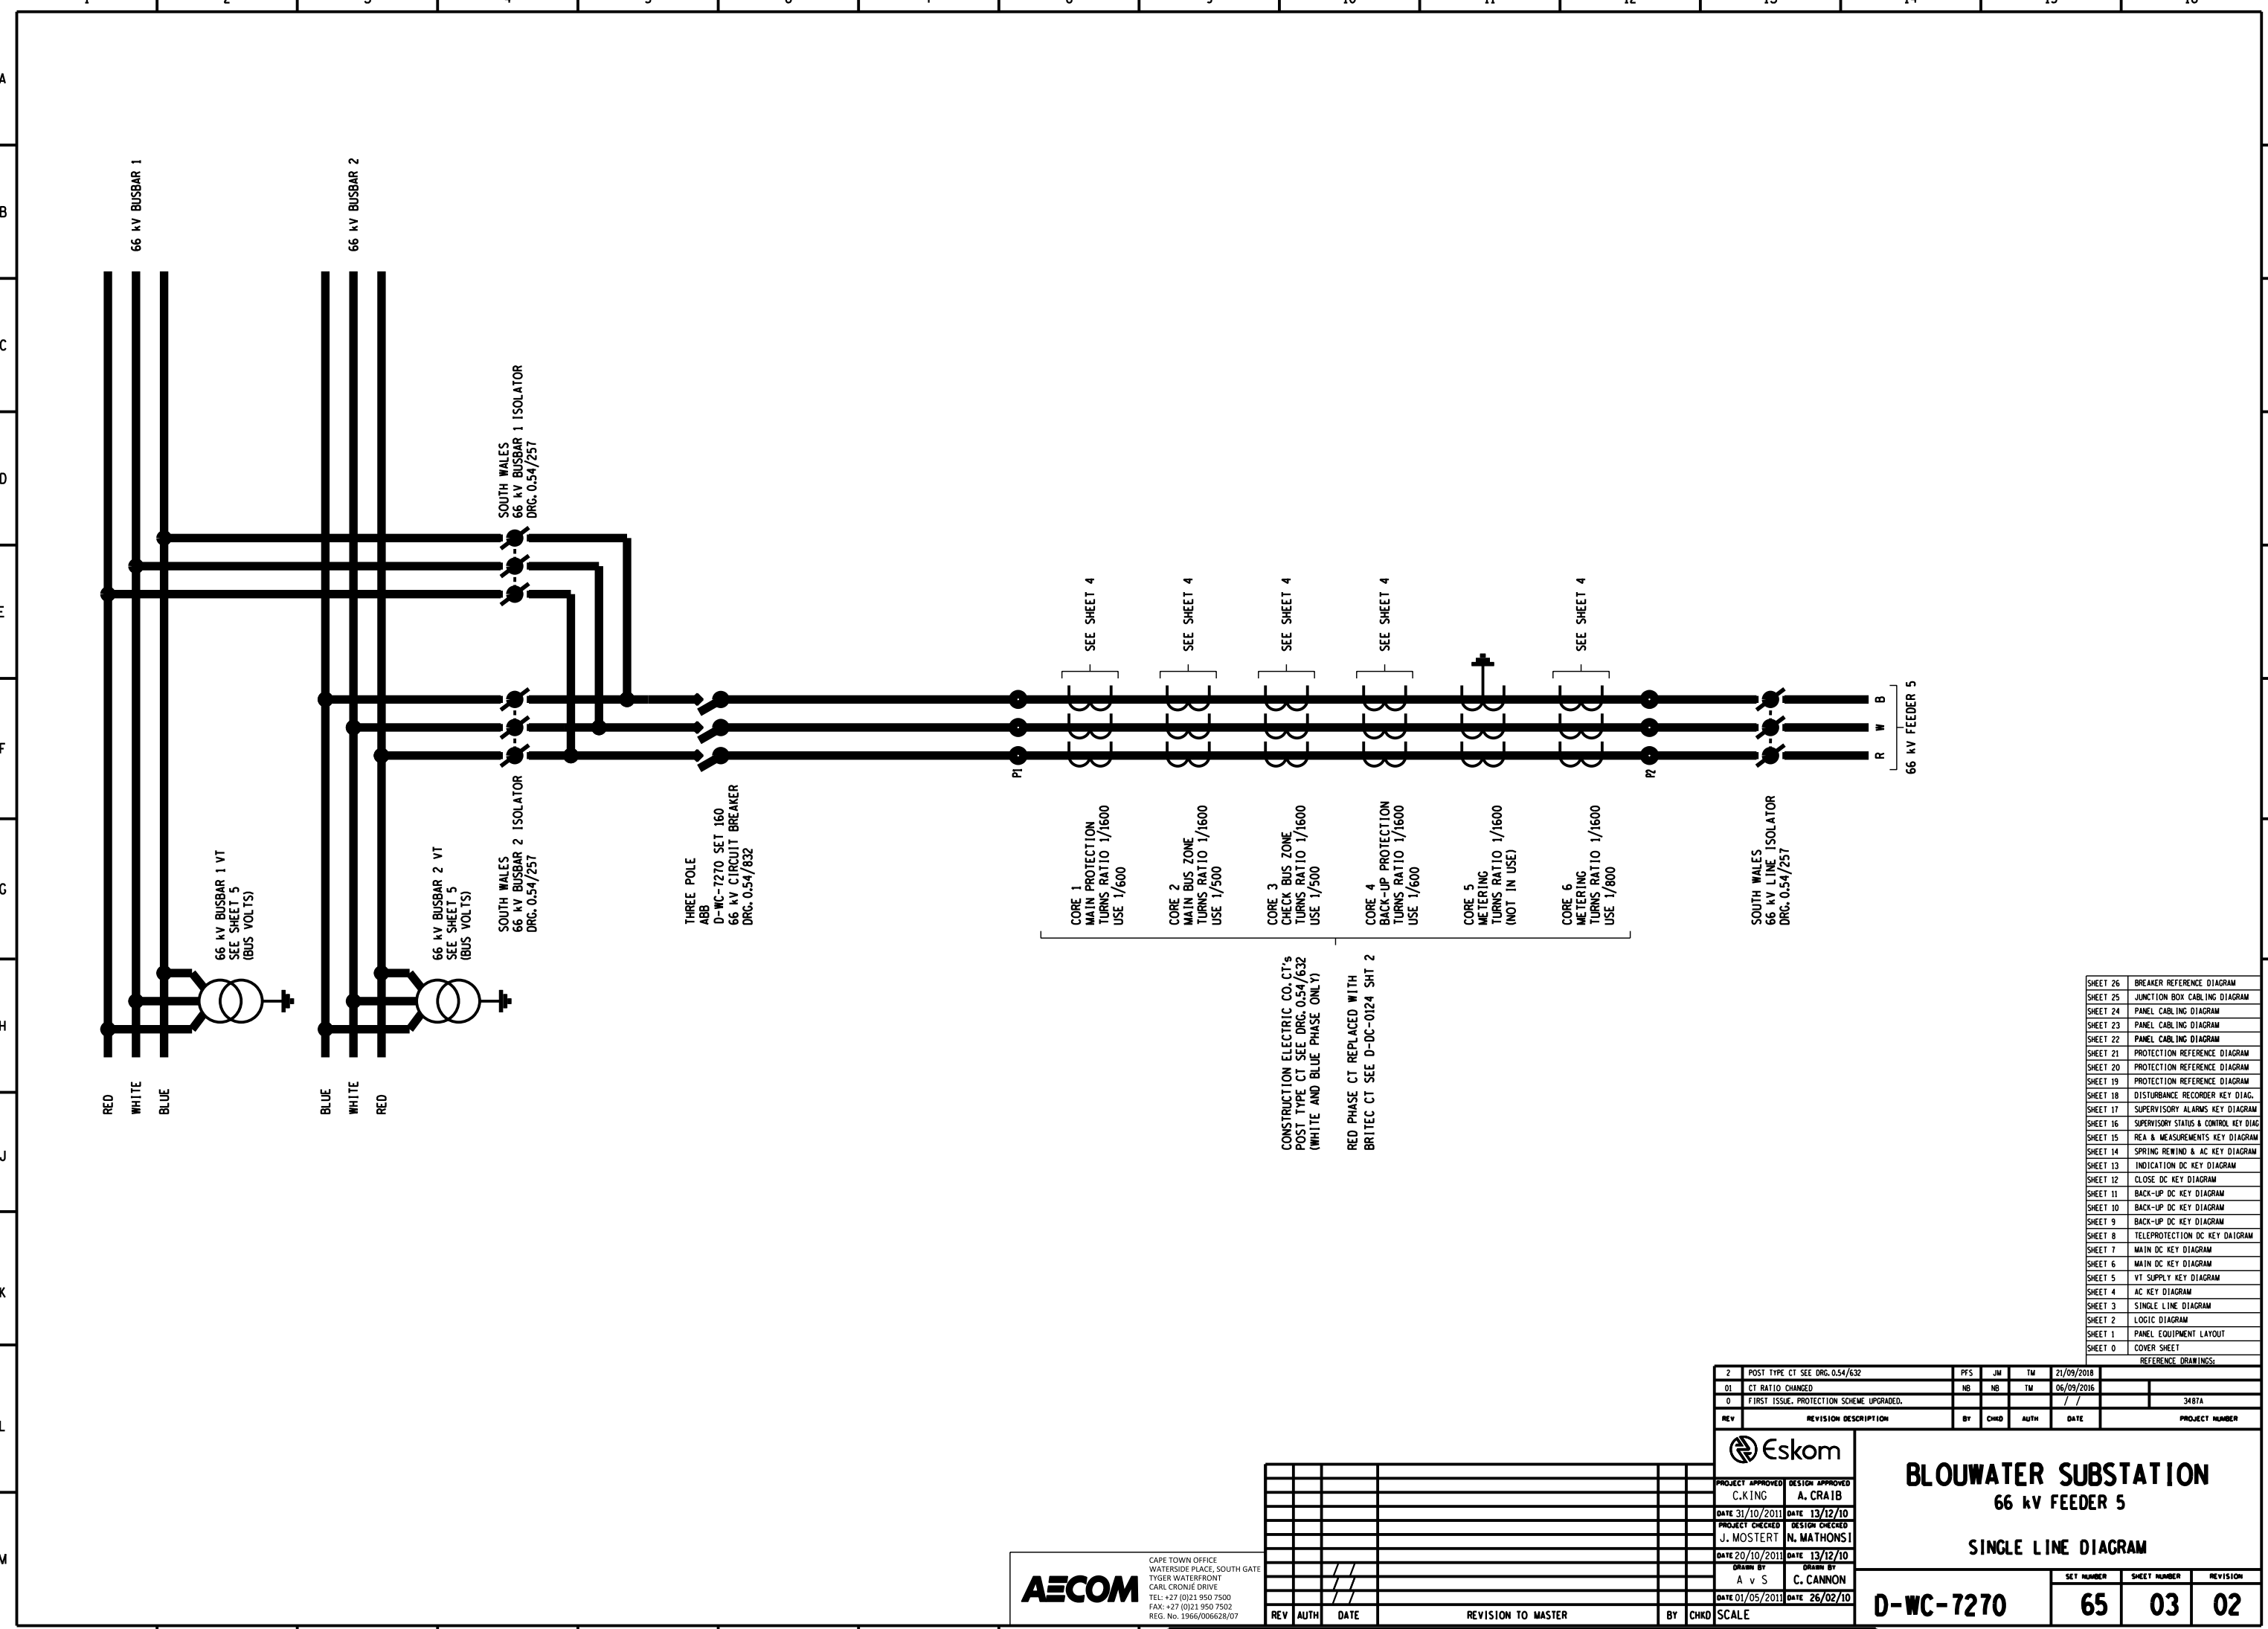 A
B
C
D
E
F
G
H
J
K
L
M
66 kV BUSBAR 1
66 kV BUSBAR 2
SOUTH WALES
66 kV BUSBAR 1 ISOLATOR
DRG. 0.54/257
SEE SHEET 4
SEE SHEET 4
SEE SHEET 4
SEE SHEET 4
SEE SHEET 4
B
W
R
66 kV FEEDER 5
P1
P2
66 kV BUSBAR 1 VT
SEE SHEET 5
(BUS VOLTS)
66 kV BUSBAR 2 VT
SEE SHEET 5
(BUS VOLTS)
SOUTH WALES
66 kV BUSBAR 2 ISOLATOR
DRG. 0.54/257
THREE POLE
ABB
D-WC-7270 SET 160
66 kV CIRCUIT BREAKER
DRG. 0.54/832
CORE 1
MAIN PROTECTION
TURNS RATIO 1/1600
USE 1/600
CORE 2
MAIN BUS ZONE
TURNS RATIO 1/1600
USE 1/500
CORE 3
CHECK BUS ZONE
TURNS RATIO 1/1600
USE 1/500
CORE 4
BACK-UP PROTECTION
TURNS RATIO 1/1600
USE 1/600
CORE 5
METERING
TURNS RATIO 1/1600
(NOT IN USE)
CORE 6
METERING
TURNS RATIO 1/1600
USE 1/800
SOUTH WALES
66 kV LINE ISOLATOR
DRG. 0.54/257
CONSTRUCTION ELECTRIC CO. CT's
POST TYPE CT SEE DRG. 0.54/632
(WHITE AND BLUE PHASE ONLY)
RED PHASE CT REPLACED WITH
BRITEC CT SEE D-DC-0124 SHT 2
RED
WHITE
BLUE
BLUE
WHITE
RED
SHEET 26 BREAKER REFERENCE DIAGRAM
SHEET 25 JUNCTION BOX CABLING DIAGRAM
SHEET 24 PANEL CABLING DIAGRAM
SHEET 23 PANEL CABLING DIAGRAM
SHEET 22 PANEL CABLING DIAGRAM
SHEET 21 PROTECTION REFERENCE DIAGRAM
SHEET 20 PROTECTION REFERENCE DIAGRAM
SHEET 19 PROTECTION REFERENCE DIAGRAM
SHEET 18 DISTURBANCE RECORDER KEY DIAG.
SHEET 17 SUPERVISORY ALARMS KEY DIAGRAM
SHEET 16 SUPERVISORY STATUS & CONTROL KEY DIAG
SHEET 15 REA & MEASUREMENTS KEY DIAGRAM
SHEET 14 SPRING REWIND & AC KEY DIAGRAM
SHEET 13 INDICATION DC KEY DIAGRAM
SHEET 12 CLOSE DC KEY DIAGRAM
SHEET 11 BACK-UP DC KEY DIAGRAM
SHEET 10 BACK-UP DC KEY DIAGRAM
SHEET 9 BACK-UP DC KEY DIAGRAM
SHEET 8 TELEPROTECTION DC KEY DAIGRAM
SHEET 7 MAIN DC KEY DIAGRAM
SHEET 6 MAIN DC KEY DIAGRAM
SHEET 5 VT SUPPLY KEY DIAGRAM
SHEET 4 AC KEY DIAGRAM
SHEET 3 SINGLE LINE DIAGRAM
SHEET 2 LOGIC DIAGRAM
SHEET 1 PANEL EQUIPMENT LAYOUT
SHEET 0 COVER SHEET
REFERENCE DRAWINGS:
2 POST TYPE CT SEE DRG. 0.54/632 PFS JM TM 21/09/2018
01 CT RATIO CHANGED NB NB TM 06/09/2016
0 FIRST ISSUE. PROTECTION SCHEME UPGRADED. / / 3487A
REV REVISION DESCRIPTION BY CHKD AUTH DATE PROJECT NUMBER
Eskom
PROJECT APPROVED DESIGN APPROVED
C.KING A. CRAIB
DATE 31/10/2011 DATE 13/12/10
PROJECT CHECKED DESIGN CHECKED
J. MOSTERT N. MATHONSI
DATE 20/10/2011 DATE 13/12/10
DRAWN BY DRAWN BY
A v S C. CANNON
DATE 01/05/2011 DATE 26/02/10
SCALE
BLOUWATER SUBSTATION
66 kV FEEDER 5
SINGLE LINE DIAGRAM
SET NUMBER SHEET NUMBER REVISION
D-WC-7270 65 03 02
AECOM
CAPE TOWN OFFICE
WATERSIDE PLACE, SOUTH GATE
TYGER WATERFRONT
CARL CRONJÉ DRIVE
TEL: +27 (0)21 950 7500
FAX: +27 (0)21 950 7502
REG. No. 1966/006628/07
/ /
/ /
/ /
REV AUTH DATE REVISION TO MASTER BY CHKD